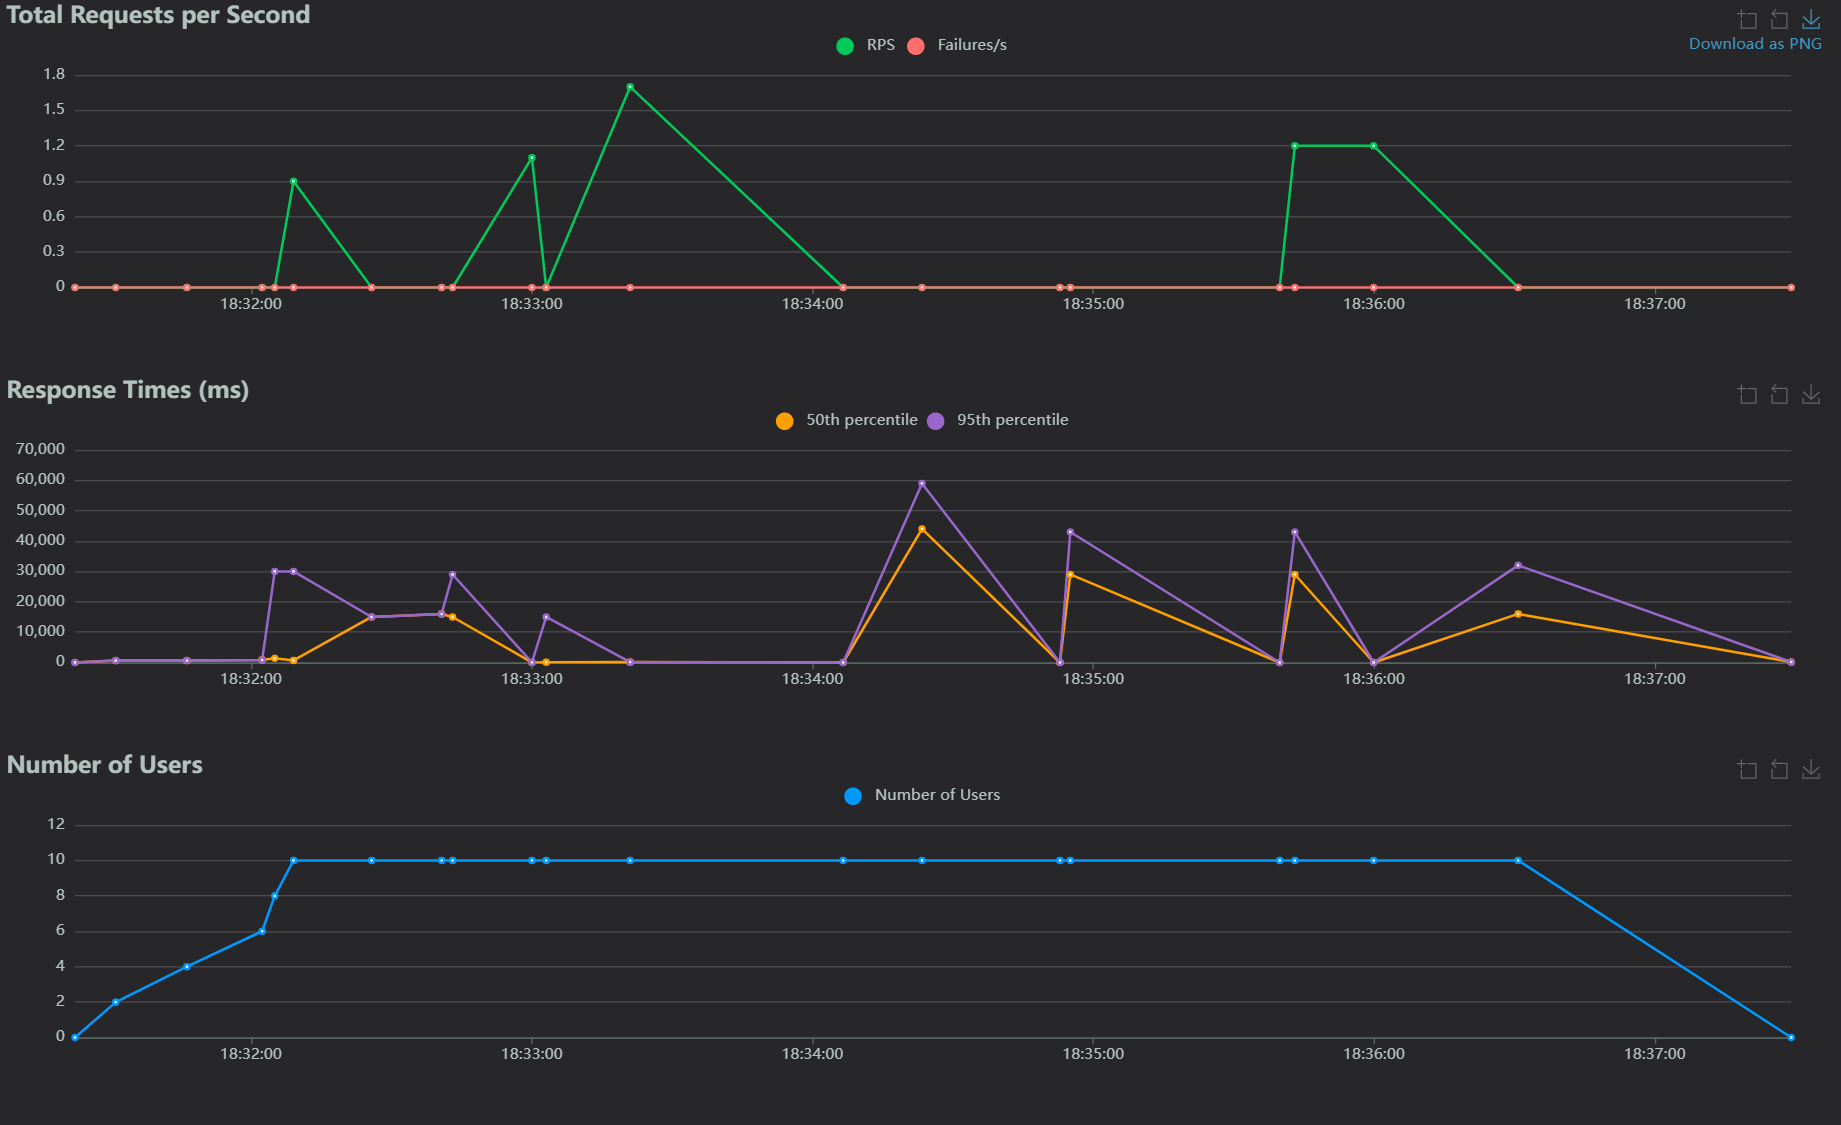 Total Requests per Second
RPS Failures/s
Download as PNG
1.8
1.5
1.2
0.9
0.6
0.3
0
18:32:00 18:33:00 18:34:00 18:35:00 18:36:00 18:37:00
Response Times (ms)
50th percentile 95th percentile
70,000
60,000
50,000
40,000
30,000
20,000
10,000
0
18:32:00 18:33:00 18:34:00 18:35:00 18:36:00 18:37:00
Number of Users
Number of Users
12
10
8
6
4
2
0
18:32:00 18:33:00 18:34:00 18:35:00 18:36:00 18:37:00